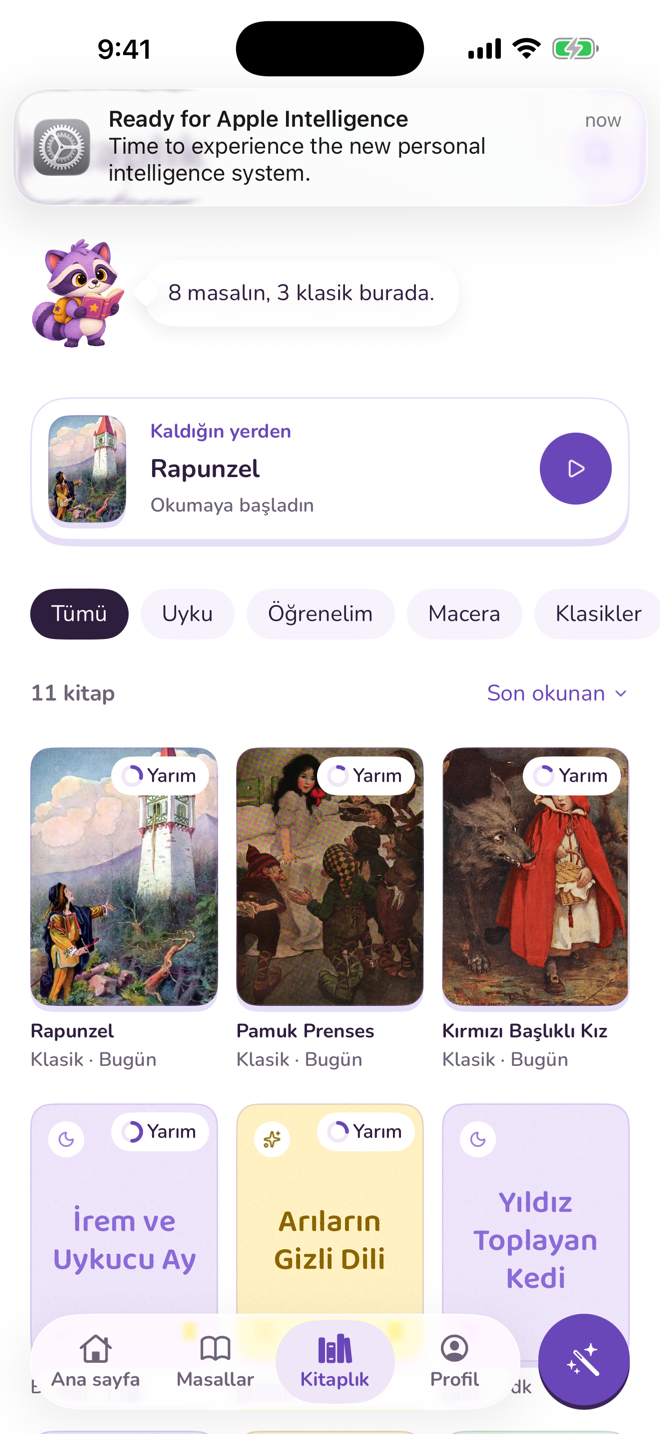 9:41
Ready for Apple Intelligence
now
Time to experience the new personal
intelligence system.
8 masalın, 3 klasik burada.
Kaldığın yerden
Rapunzel
Okumaya başladın
Tümü
Uyku
Öğrenelim
Macera
Klasikler
11 kitap
Son okunan
Yarım
Yarım
Yarım
Rapunzel
Klasik · Bugün
Pamuk Prenses
Klasik · Bugün
Kırmızı Başlıklı Kız
Klasik · Bugün
Yarım
İrem ve
Uykucu Ay
Yarım
Arıların
Gizli Dili
Yıldız
Toplayan
Kedi
dk
Ana sayfa
Masallar
Kitaplık
Profil